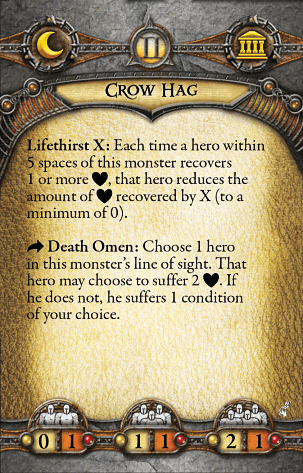 II
Crow Hag
Lifethirst X: Each time a hero within
5 spaces of this monster recovers
1 or more ♥, that hero reduces the
amount of ♥ recovered by X (to a
minimum of 0).
Death Omen: Choose 1 hero
in this monster's line of sight. That
hero may choose to suffer 2 ♥. If
he does not, he suffers 1 condition
of your choice.
0 1 1 1 2 1